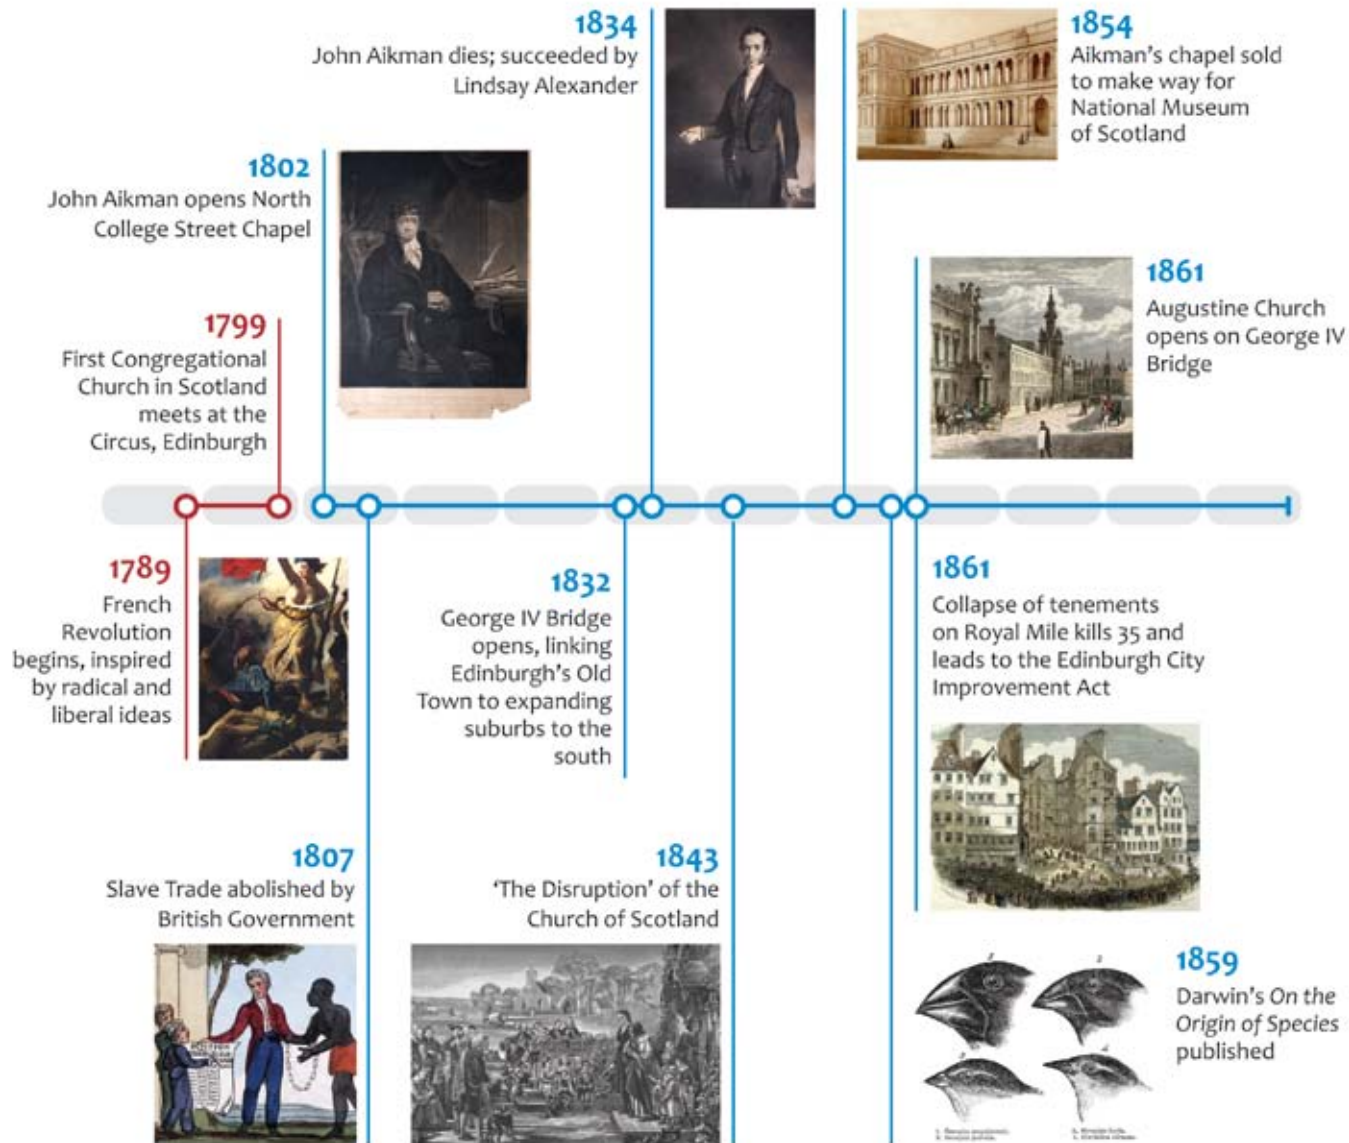 1834
John Aikman dies; succeeded by
Lindsay Alexander
1854
Aikman's chapel sold
to make way for
National Museum
of Scotland
1802
John Aikman opens North
College Street Chapel
1861
Augustine Church
opens on George IV
Bridge
1799
First Congregational
Church in Scotland
meets at the
Circus, Edinburgh
1789
French
Revolution
begins, inspired
by radical and
liberal ideas
1832
George IV Bridge
opens, linking
Edinburgh's Old
Town to expanding
suburbs to the
south
1861
Collapse of tenements
on Royal Mile kills 35 and
leads to the Edinburgh City
Improvement Act
1807
Slave Trade abolished by
British Government
1843
'The Disruption' of the
Church of Scotland
1859
Darwin's On the
Origin of Species
published